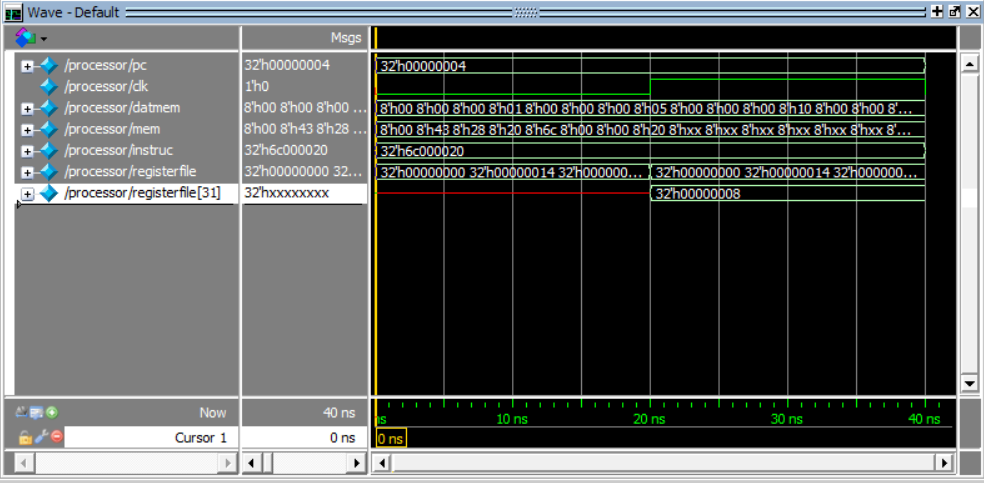 Wave - Default
Msgs
/processor/pc 32'h00000004 32'h00000004
/processor/clk 1'h0
/processor/datmem 8'h00 8'h00 8'h00 ... 8'h00 8'h00 8'h00 8'h01 8'h00 8'h00 8'h00 8'h05 8'h00 8'h00 8'h00 8'h10 8'h00 8'h00 8'...
/processor/mem 8'h00 8'h43 8'h28 ... 8'h00 8'h43 8'h28 8'h20 8'h6c 8'h00 8'h00 8'h20 8'hxx 8'hxx 8'hxx 8'hxx 8'hxx 8'hxx 8'...
/processor/instruc 32'h6c000020 32'h6c000020
/processor/registerfile 32'h00000000 32... 32'h00000000 32'h00000014 32'h000000... 32'h00000000 32'h00000014 32'h000000...
/processor/registerfile[31] 32'hxxxxxxxx 32'h00000008
Now 40 ns ns 10 ns 20 ns 30 ns 40 ns
Cursor 1 0 ns 0 ns